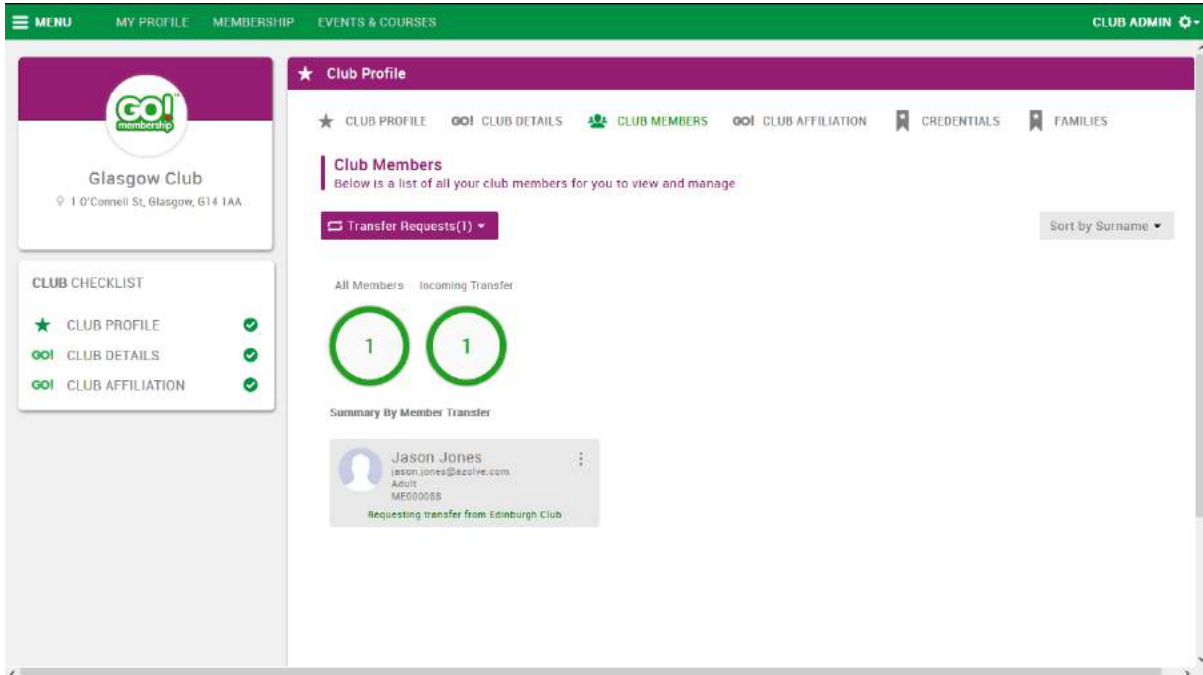 MENU MY PROFILE MEMBERSHIP EVENTS & COURSES CLUB ADMIN
GO!
membership
Glasgow Club
1 O'Connell St, Glasgow, G14 1AA
CLUB CHECKLIST
CLUB PROFILE
GO! CLUB DETAILS
GO! CLUB AFFILIATION
Club Profile
CLUB PROFILE GO! CLUB DETAILS CLUB MEMBERS GO! CLUB AFFILIATION CREDENTIALS FAMILIES
Club Members
Below is a list of all your club members for you to view and manage
Transfer Requests(1) Sort by Surname
All Members Incoming Transfer
1 1
Summary By Member Transfer
Jason Jones
jason.jones@azolve.com
Adult
ME000088
Requesting transfer from Edinburgh Club